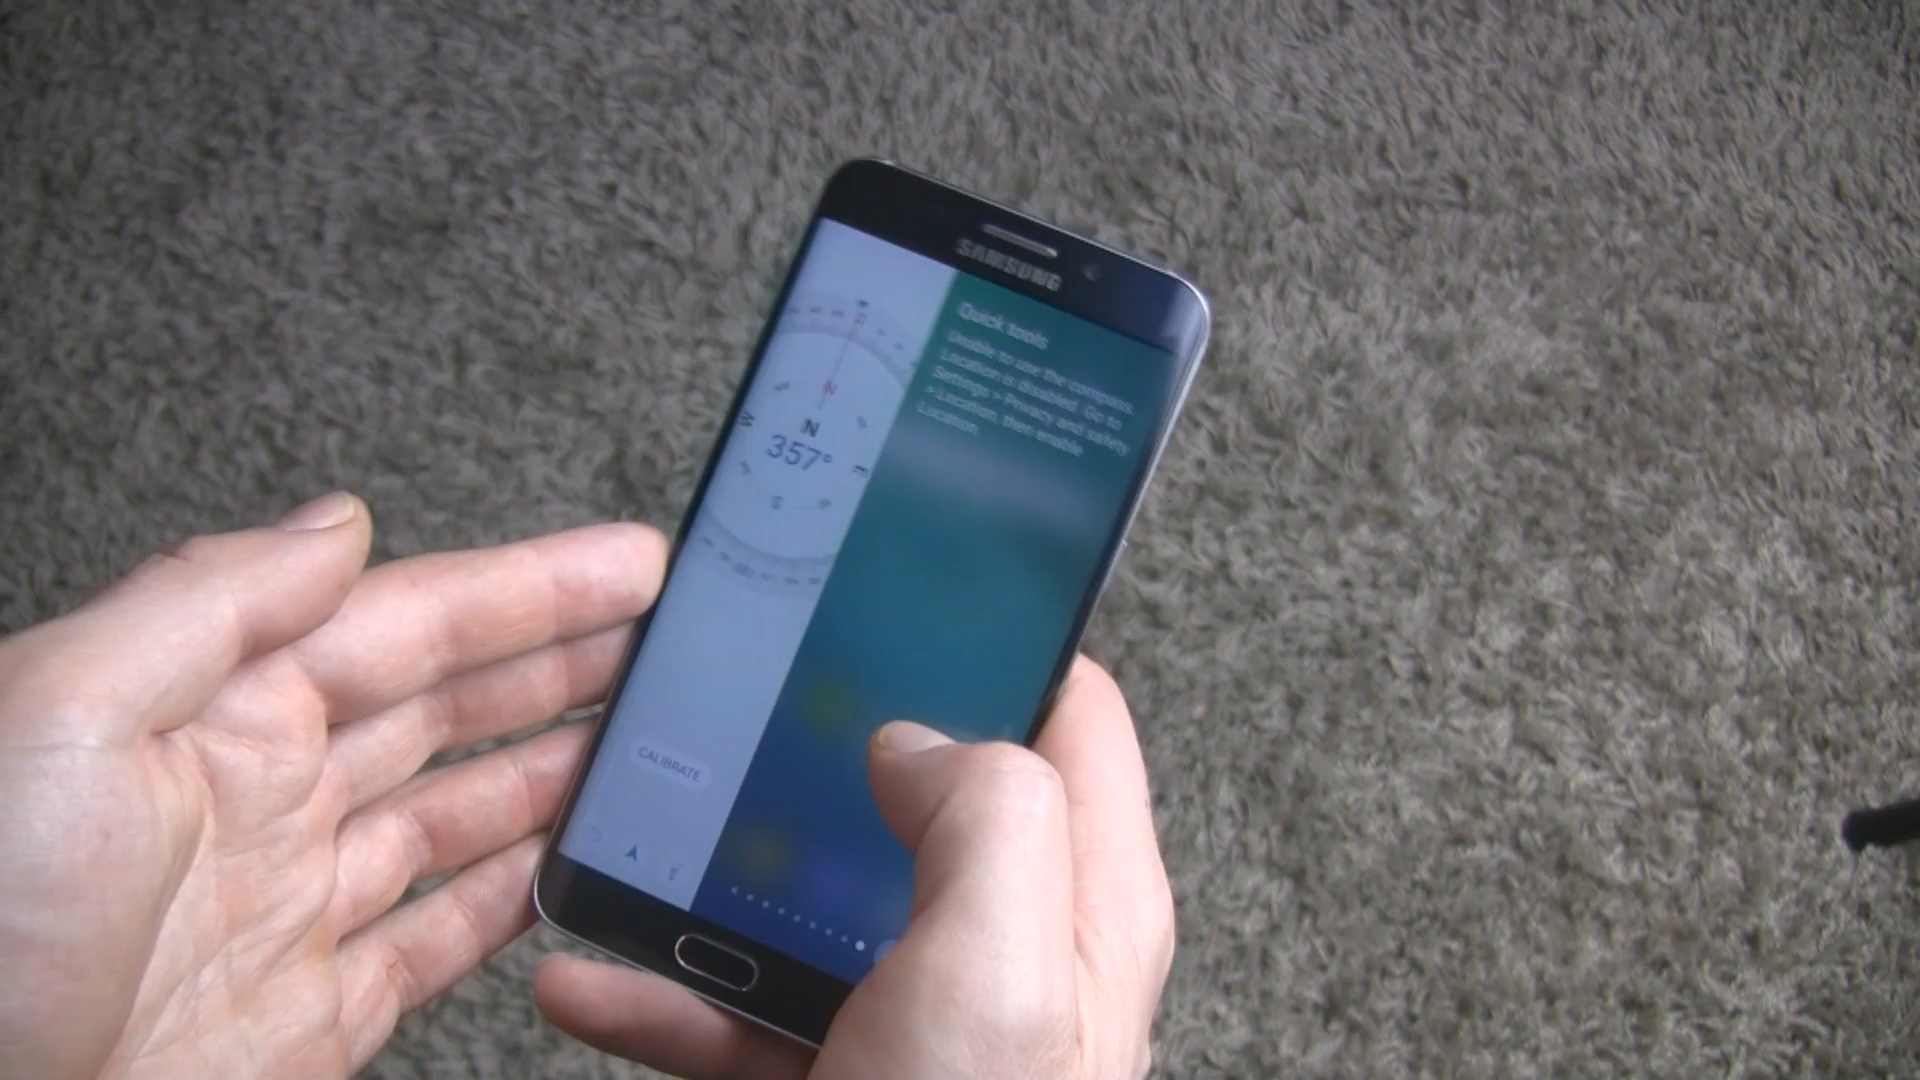 SAMSUNG
Quick tools
Unable to use the compass.
Location is disabled. Go to
Settings > Privacy and safety
> Location, then enable
Location.
N
N
357°
W
E
S
CALIBRATE